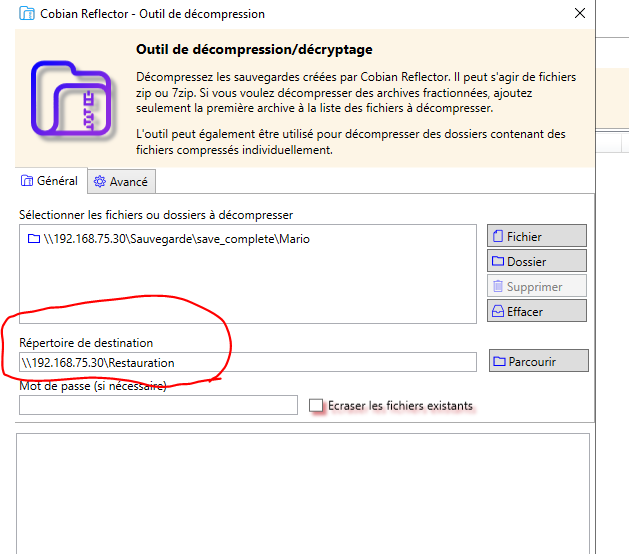 Cobian Reflector - Outil de décompression
Outil de décompression/décryptage
Décompressez les sauvegardes créées par Cobian Reflector. Il peut s'agir de fichiers
zip ou 7zip. Si vous voulez décompresser des archives fractionnées, ajoutez
seulement la première archive à la liste des fichiers à décompresser.
L'outil peut également être utilisé pour décompresser des dossiers contenant des
fichiers compressés individuellement.
Général
Avancé
Sélectionner les fichiers ou dossiers à décompresser
\\192.168.75.30\Sauvegarde\save_complete\Mario
Fichier
Dossier
Supprimer
Effacer
Répertoire de destination
\\192.168.75.30\Restauration
Parcourir
Mot de passe (si nécessaire)
Ecraser les fichiers existants